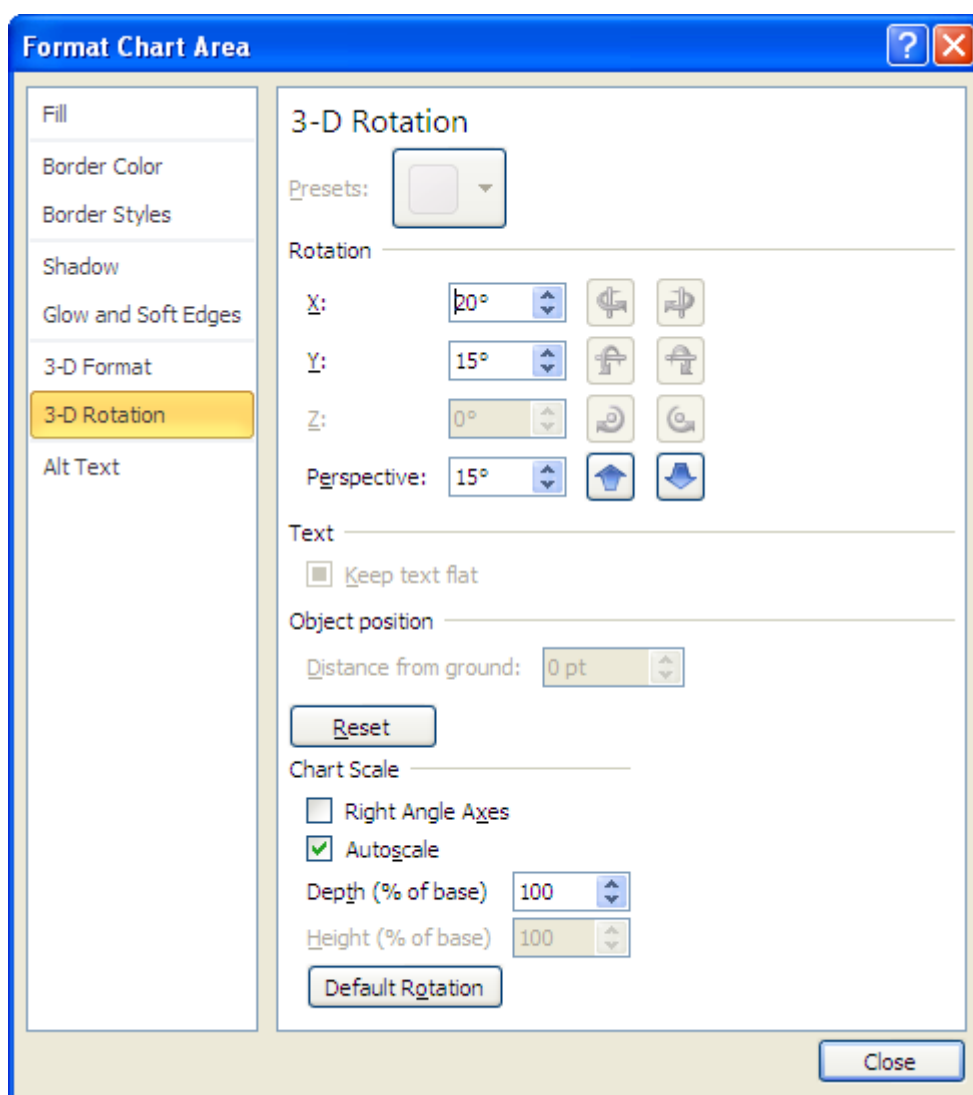 Format Chart Area
?
Fill
Border Color
Border Styles
Shadow
Glow and Soft Edges
3-D Format
3-D Rotation
Alt Text
3-D Rotation
Presets:
Rotation
X: 20°
Y: 15°
Z: 0°
Perspective: 15°
Text
Keep text flat
Object position
Distance from ground: 0 pt
Reset
Chart Scale
Right Angle Axes
Autoscale
Depth (% of base) 100
Height (% of base) 100
Default Rotation
Close